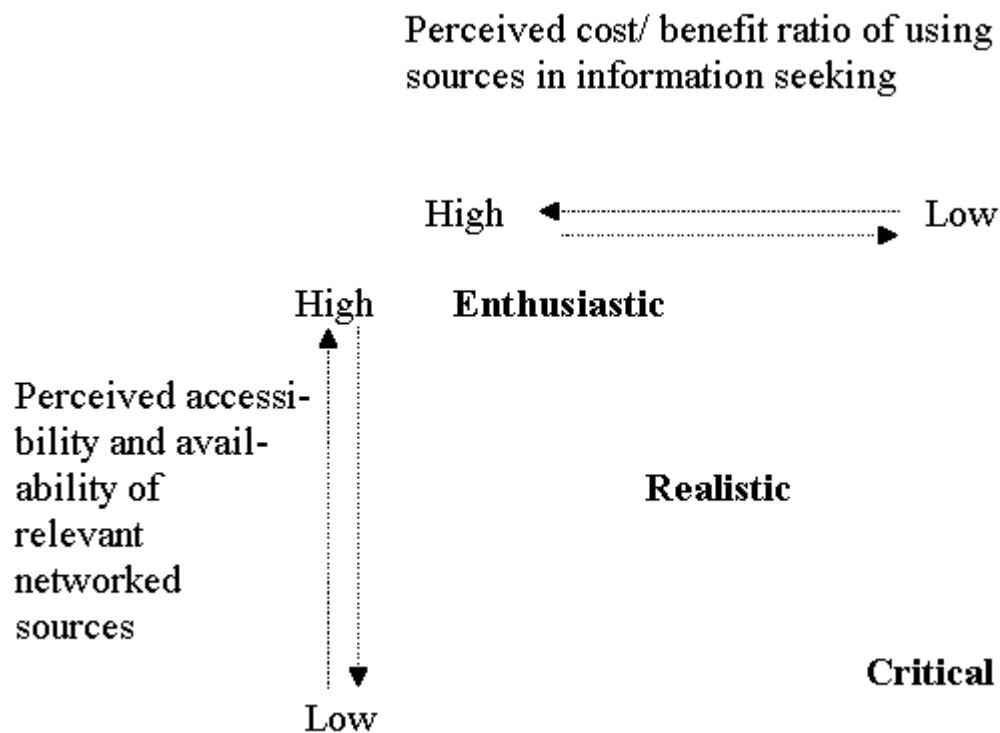 Perceived cost/ benefit ratio of using
sources in information seeking
High
Low
High
Enthusiastic
Perceived accessi-
bility and avail-
ability of
relevant
networked
sources
Realistic
Critical
Low